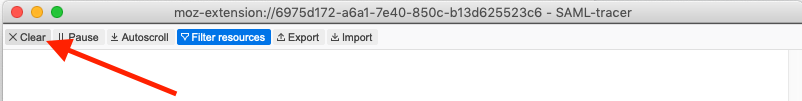 moz-extension://6975d172-a6a1-7e40-850c-b13d625523c6 - SAML-tracer
Clear Pause Autoscroll Filter resources Export Import